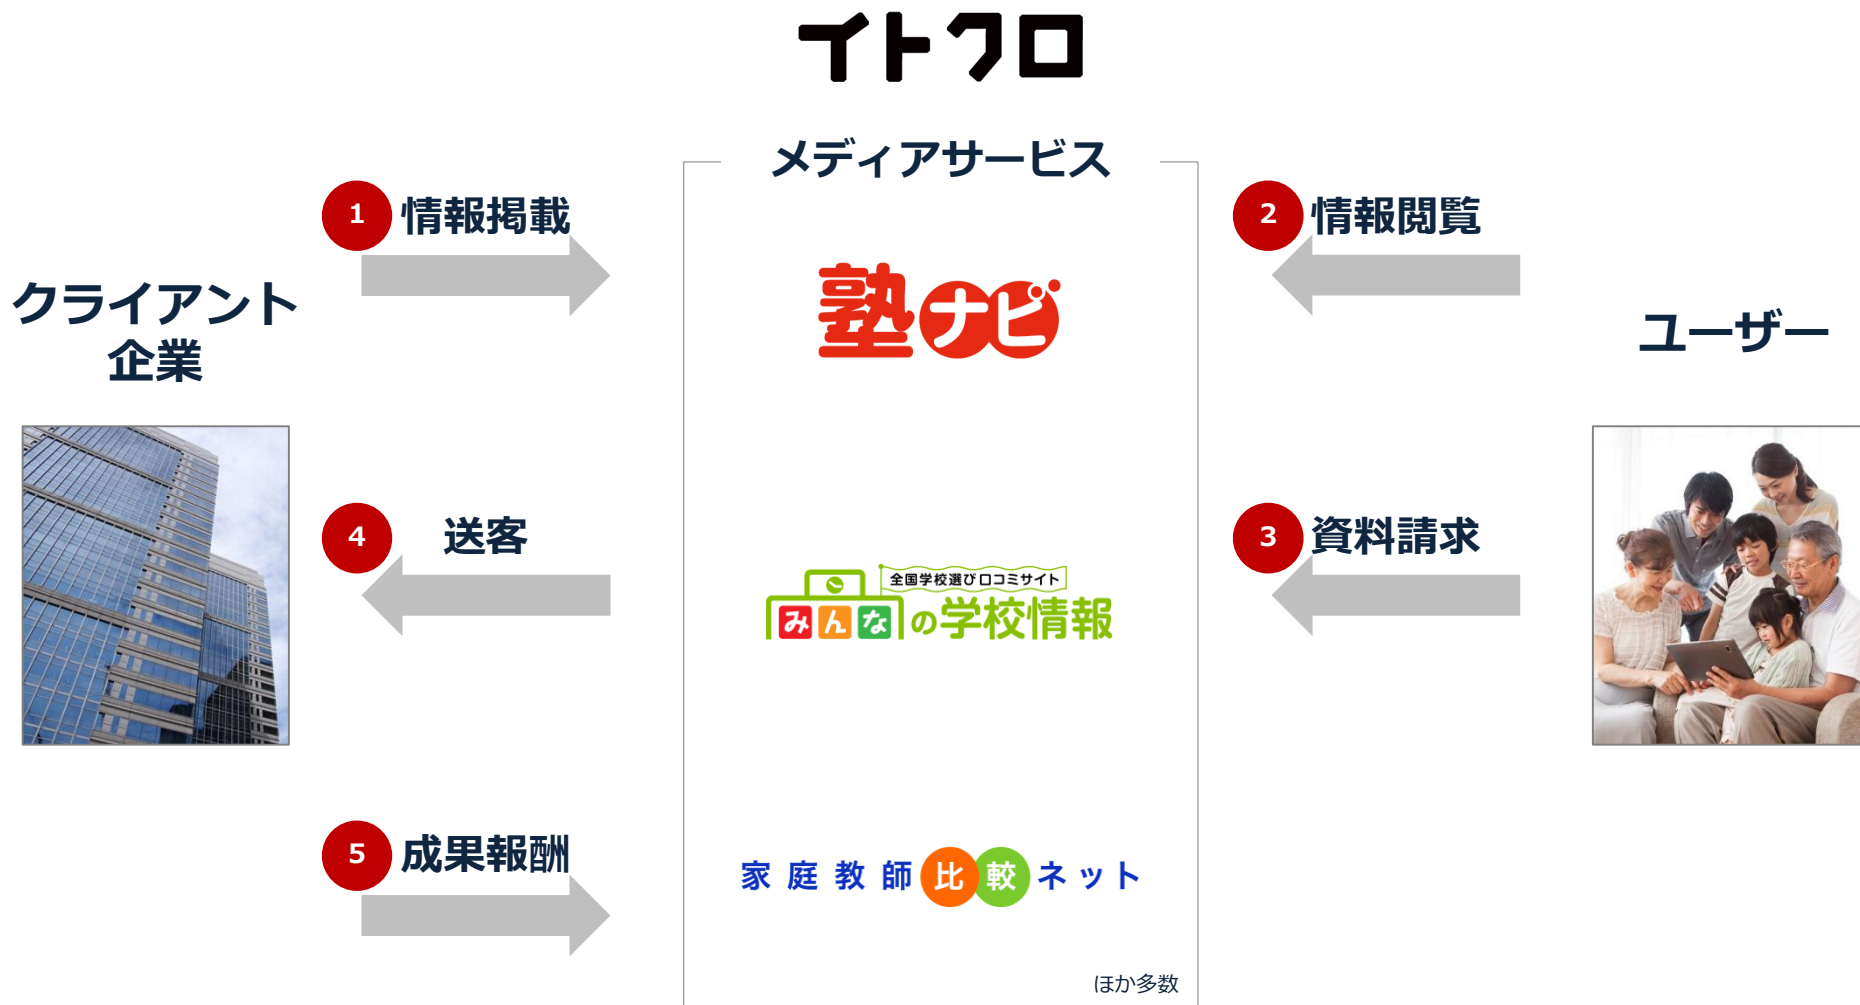 イトクロ
メディアサービス
1 情報掲載
2 情報閲覧
クライアント
企業
塾ナビ
ユーザー
4 送客
3 資料請求
全国学校選び口コミサイト
みんなの学校情報
5 成果報酬
家庭教師比較ネット
ほか多数